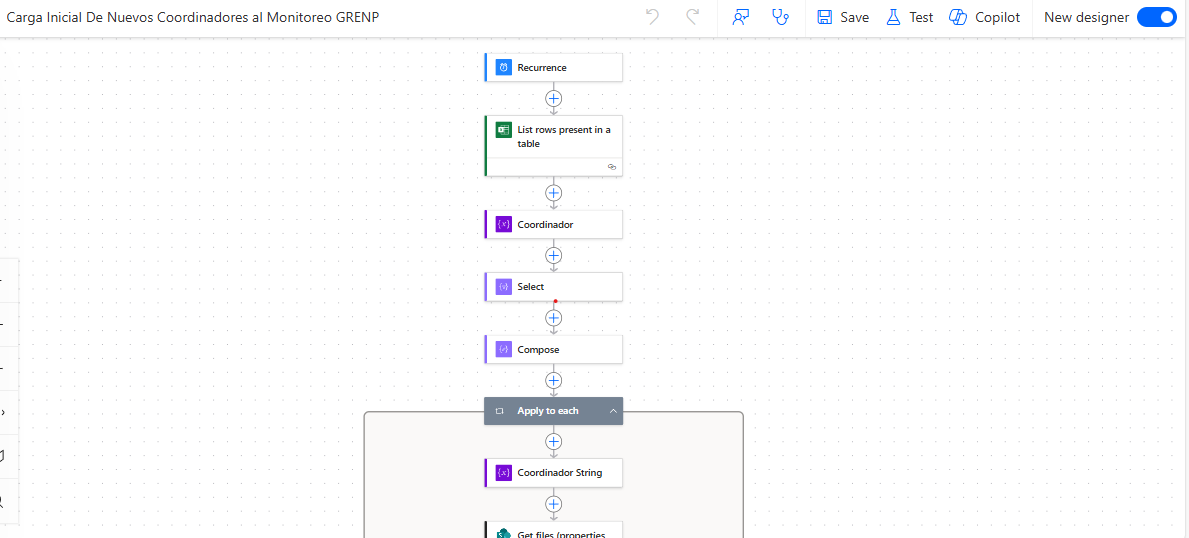 Carga Inicial De Nuevos Coordinadores al Monitoreo GRENP
Save
Test
Copilot
New designer
Recurrence
List rows present in a
table
Coordinador
Select
Compose
Apply to each
Coordinador String
Get files (properties